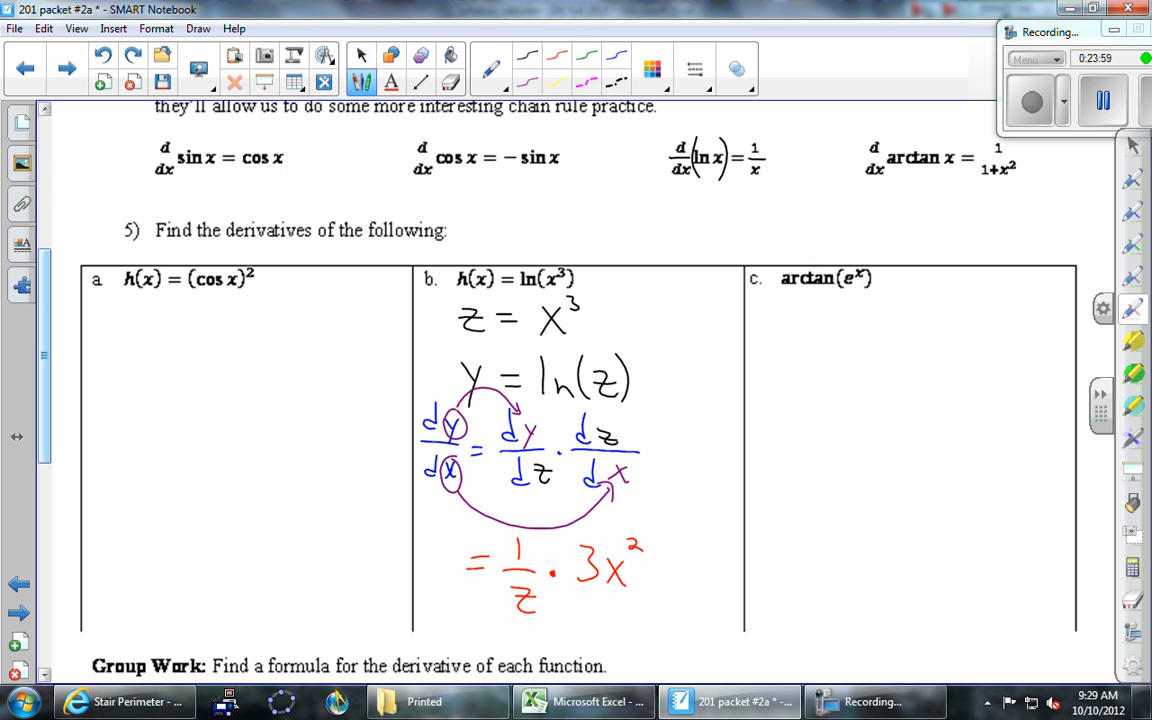 201 packet #2a * - SMART Notebook
File Edit View Insert Format Draw Help
Recording...
Menu
0:23:59
they'll allow us to do some more interesting chain rule practice.
d/dx sin x = cos x
d/dx cos x = − sin x
d/dx (ln x) = 1/x
d/dx arctan x = 1/1+x²
5) Find the derivatives of the following:
a h(x) = (cos x)²
b. h(x) = ln(x³)
z = x³
y = ln(z)
dy/dx = dy/dz · dz/dx
= 1/z · 3x²
c. arctan(eˣ)
Group Work: Find a formula for the derivative of each function.
Stair Perimeter - ...
Printed
Microsoft Excel - ...
201 packet #2a * -...
Recording...
9:29 AM
10/10/2012